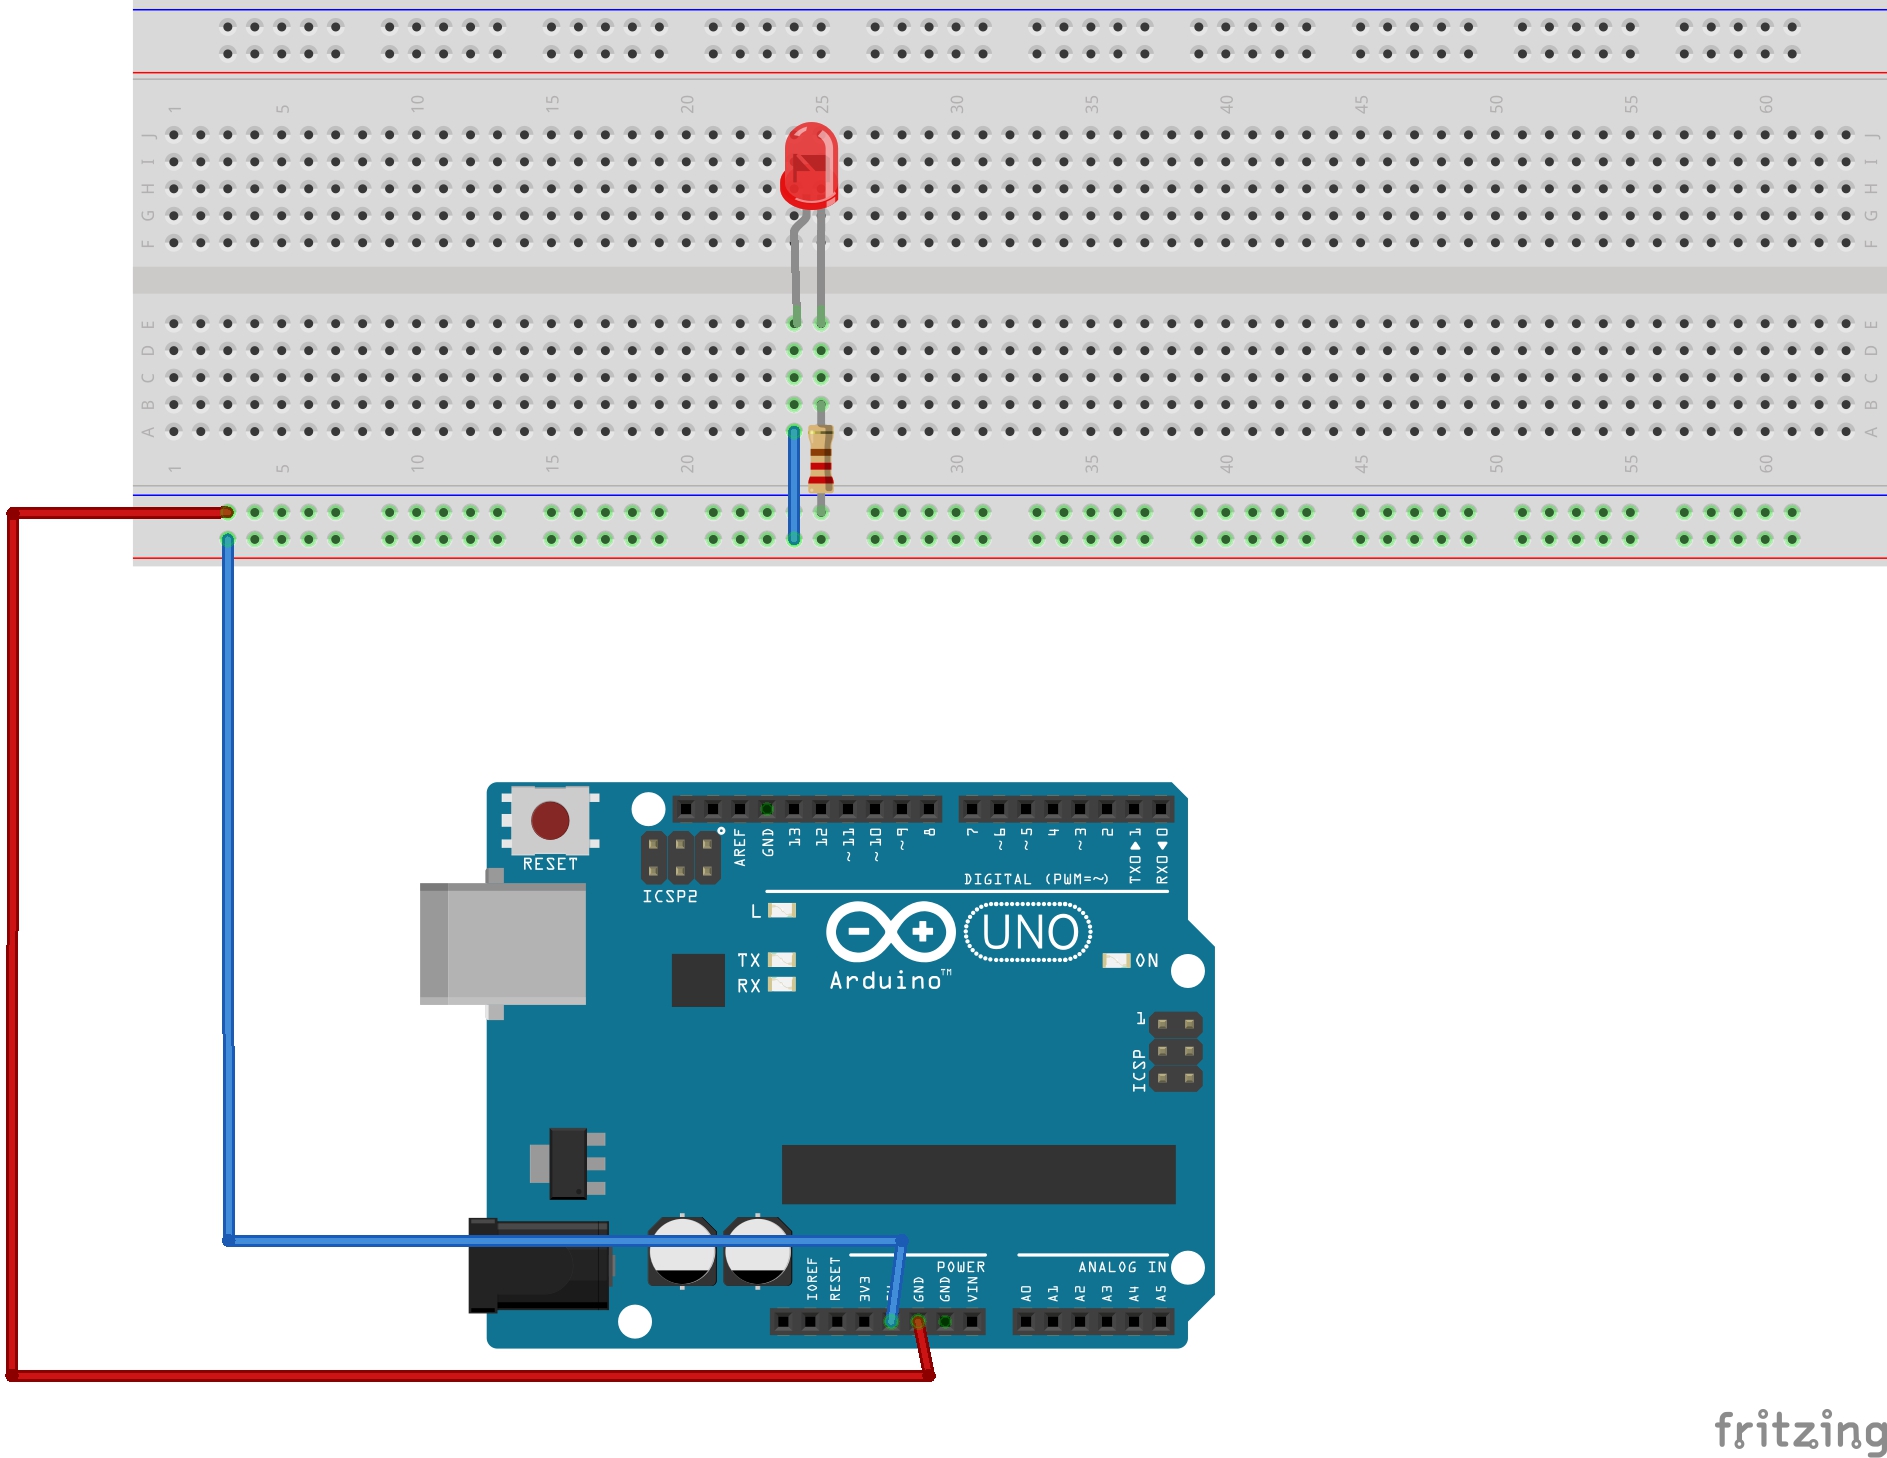 1 5 10 15 20 25 30 35 40 45 50 55 60
J J
I I
H H
G G
F F
E E
D D
C C
B B
A A
1 5 10 15 20 25 30 35 40 45 50 55 60
RESET
ICSP2
AREF GND 13 12 ~11 ~10 ~9 8 7 ~6 ~5 4 ~3 2 TX0▶1 RX0◀0
DIGITAL (PWM=~)
L
TX
RX
UNO
Arduino™
ON
1
ICSP
POWER
ANALOG IN
IOREF RESET 3V3 GND GND VIN A0 A1 A2 A3 A4 A5
fritzing